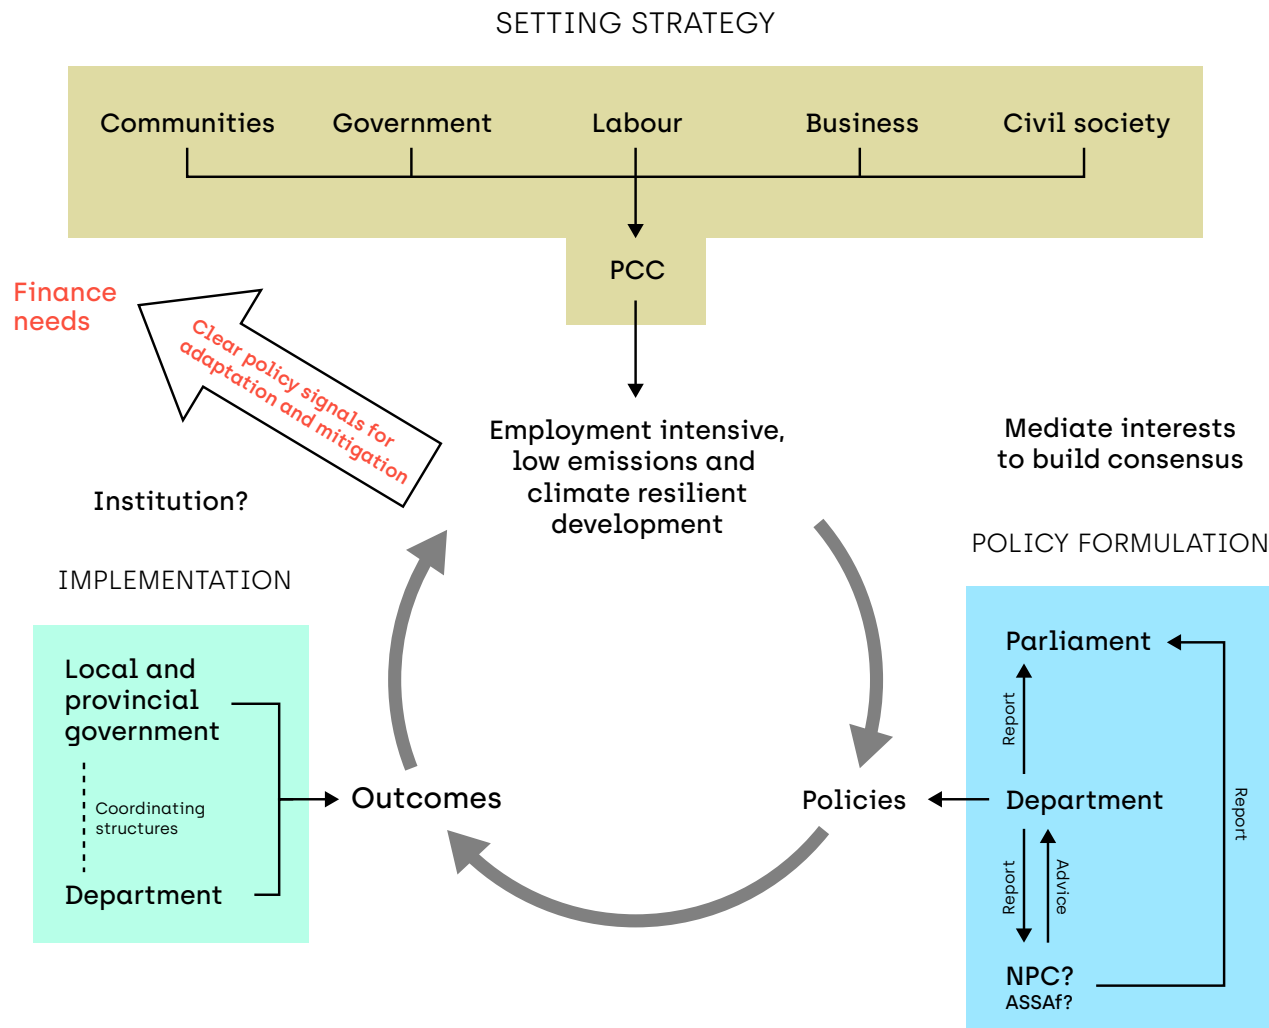 SETTING STRATEGY
Communities
Government
Labour
Business
Civil society
PCC
Finance
needs
Clear policy signals for
adaptation and mitigation
Employment intensive,
low emissions and
climate resilient
development
Mediate interests
to build consensus
Institution?
POLICY FORMULATION
IMPLEMENTATION
Parliament
Report
Department
Report
Advice
Report
NPC?
ASSAf?
Policies
Local and
provincial
government
Coordinating
structures
Department
Outcomes